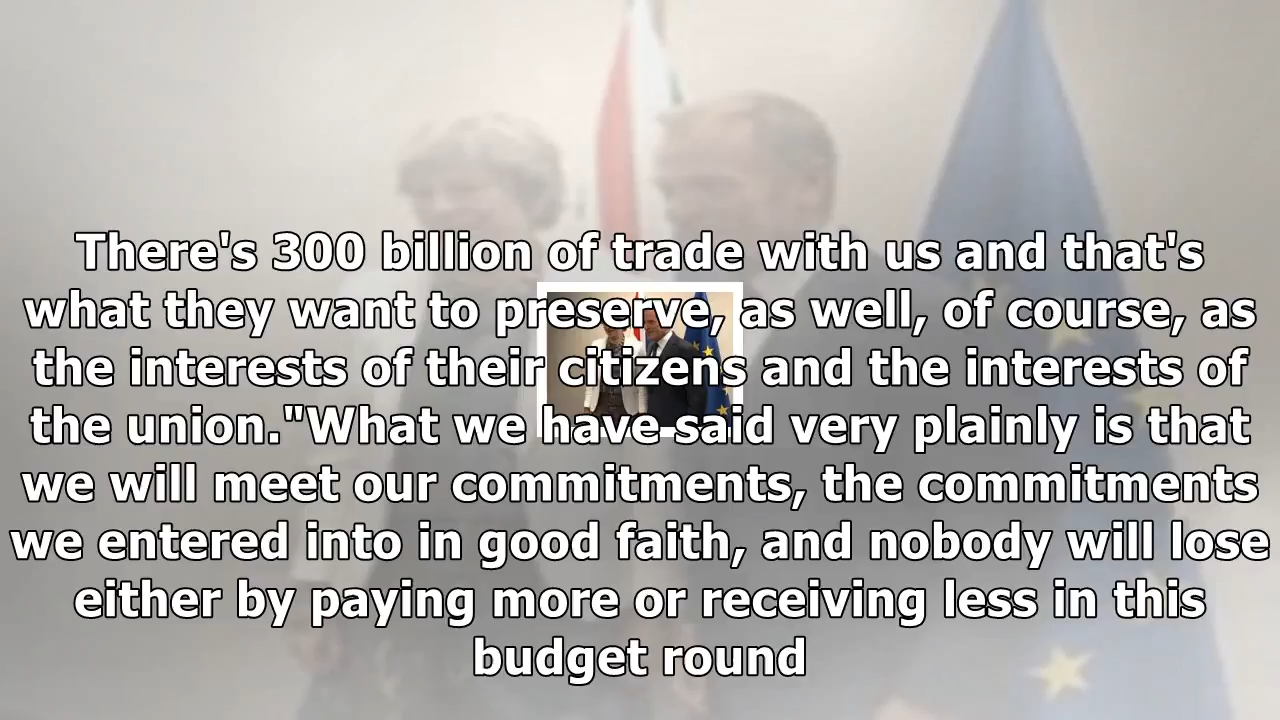 There's 300 billion of trade with us and that's
what they want to preserve, as well, of course, as
the interests of their citizens and the interests of
the union."What we have said very plainly is that
we will meet our commitments, the commitments
we entered into in good faith, and nobody will lose
either by paying more or receiving less in this
budget round